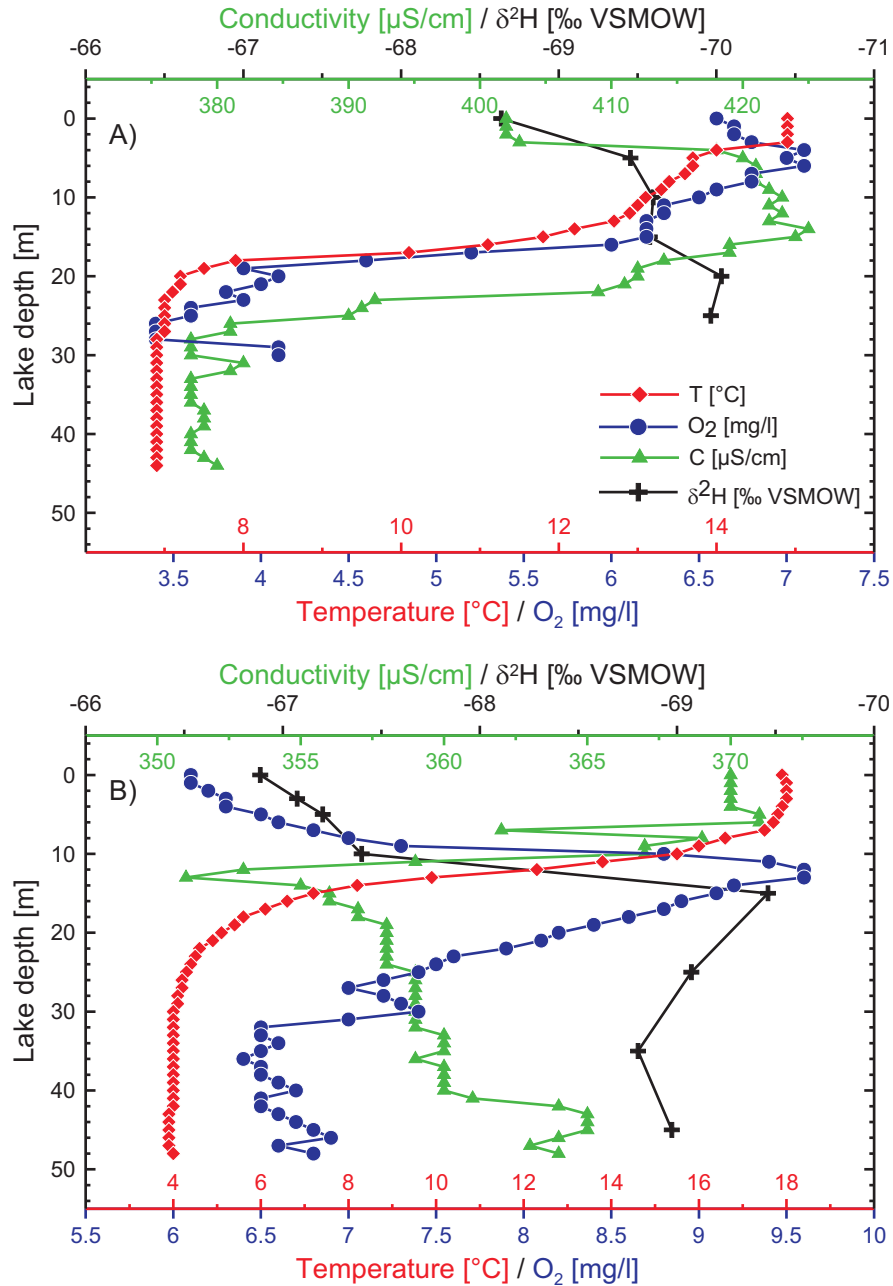 Conductivity [µS/cm] / δ²H [‰ VSMOW]
-66 -67 -68 -69 -70 -71
380 390 400 410 420
A)
0
10
20
30
40
50
Lake depth [m]
T [°C]
O₂ [mg/l]
C [µS/cm]
δ²H [‰ VSMOW]
8 10 12 14
3.5 4 4.5 5 5.5 6 6.5 7 7.5
Temperature [°C] / O₂ [mg/l]
Conductivity [µS/cm] / δ²H [‰ VSMOW]
-66 -67 -68 -69 -70
350 355 360 365 370
B)
0
10
20
30
40
50
Lake depth [m]
4 6 8 10 12 14 16 18
5.5 6 6.5 7 7.5 8 8.5 9 9.5 10
Temperature [°C] / O₂ [mg/l]